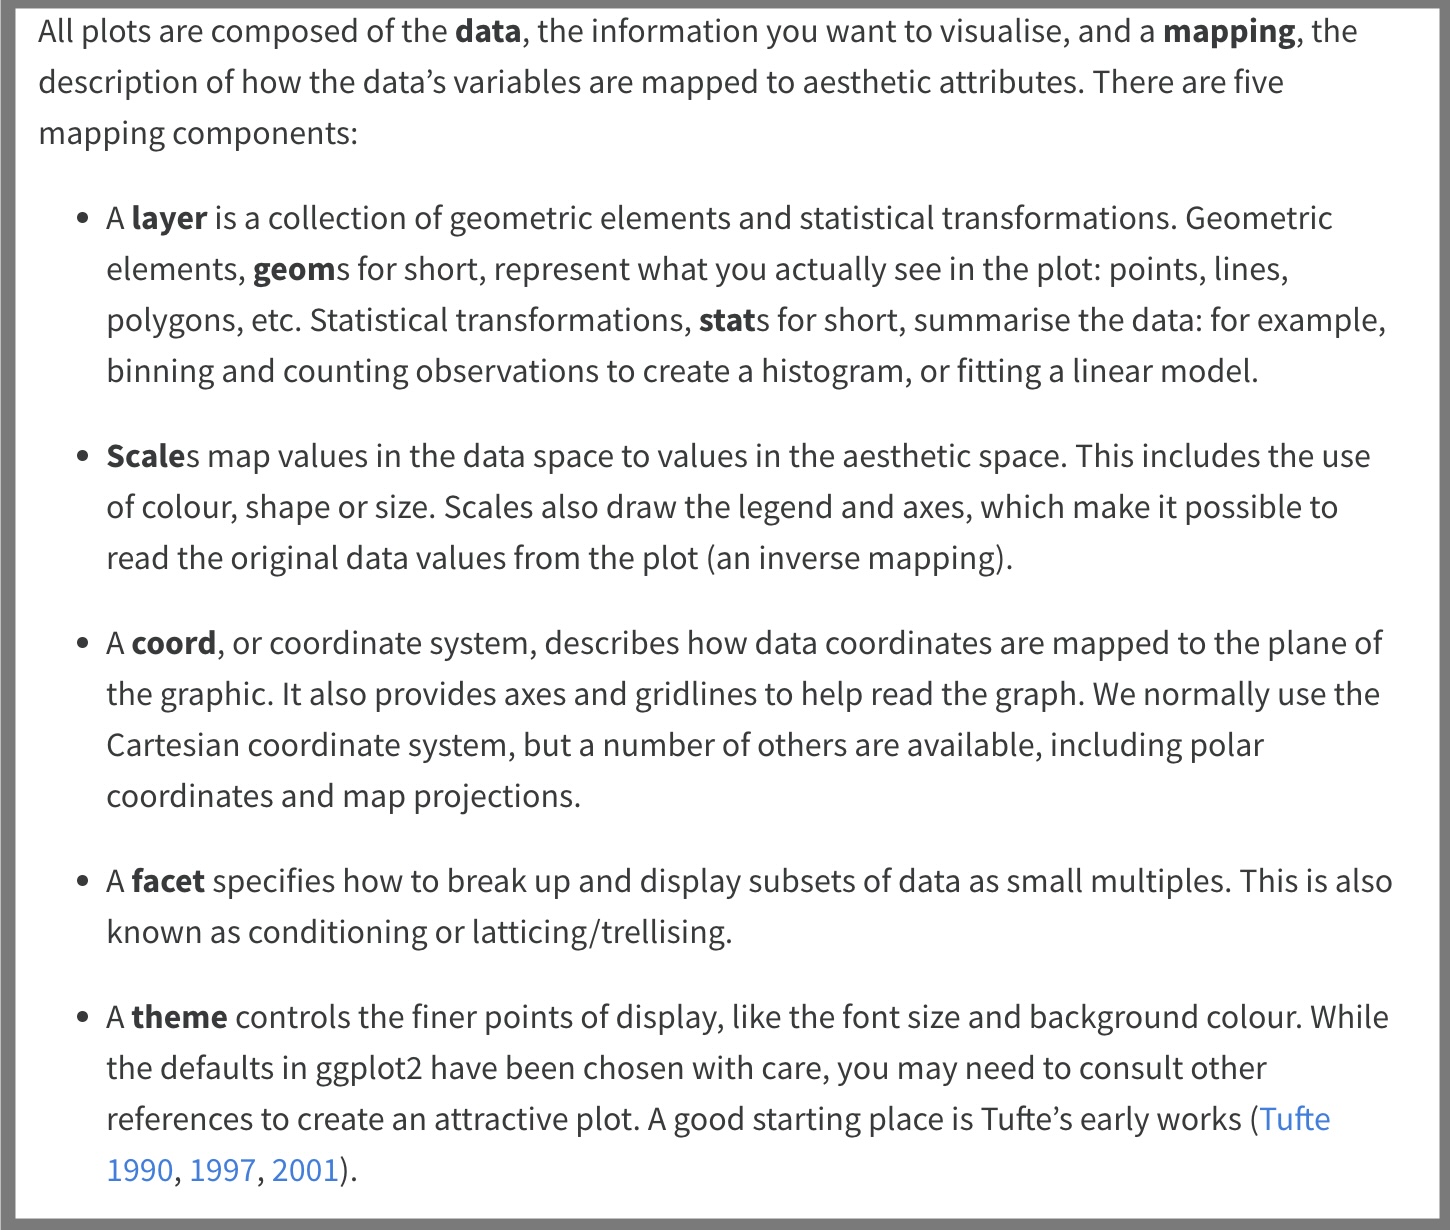 All plots are composed of the data, the information you want to visualise, and a mapping, the
description of how the data’s variables are mapped to aesthetic attributes. There are five
mapping components:
• A layer is a collection of geometric elements and statistical transformations. Geometric
elements, geoms for short, represent what you actually see in the plot: points, lines,
polygons, etc. Statistical transformations, stats for short, summarise the data: for example,
binning and counting observations to create a histogram, or fitting a linear model.
• Scales map values in the data space to values in the aesthetic space. This includes the use
of colour, shape or size. Scales also draw the legend and axes, which make it possible to
read the original data values from the plot (an inverse mapping).
• A coord, or coordinate system, describes how data coordinates are mapped to the plane of
the graphic. It also provides axes and gridlines to help read the graph. We normally use the
Cartesian coordinate system, but a number of others are available, including polar
coordinates and map projections.
• A facet specifies how to break up and display subsets of data as small multiples. This is also
known as conditioning or latticing/trellising.
• A theme controls the finer points of display, like the font size and background colour. While
the defaults in ggplot2 have been chosen with care, you may need to consult other
references to create an attractive plot. A good starting place is Tufte’s early works (Tufte
1990, 1997, 2001).